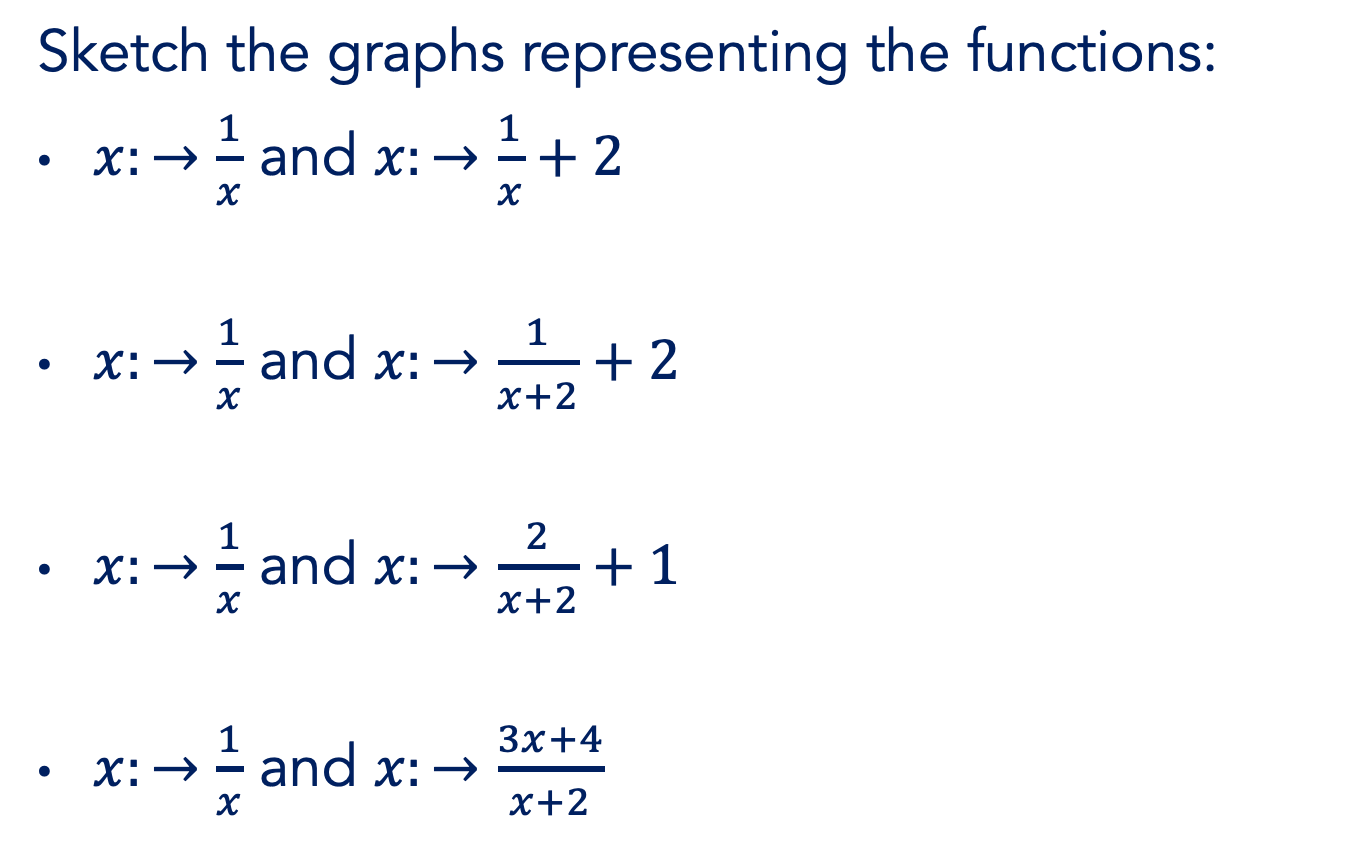 Sketch the graphs representing the functions:
• x:→ 1/x and x:→ 1/x + 2
• x:→ 1/x and x:→ 1/(x+2) + 2
• x:→ 1/x and x:→ 2/(x+2) + 1
• x:→ 1/x and x:→ (3x+4)/(x+2)